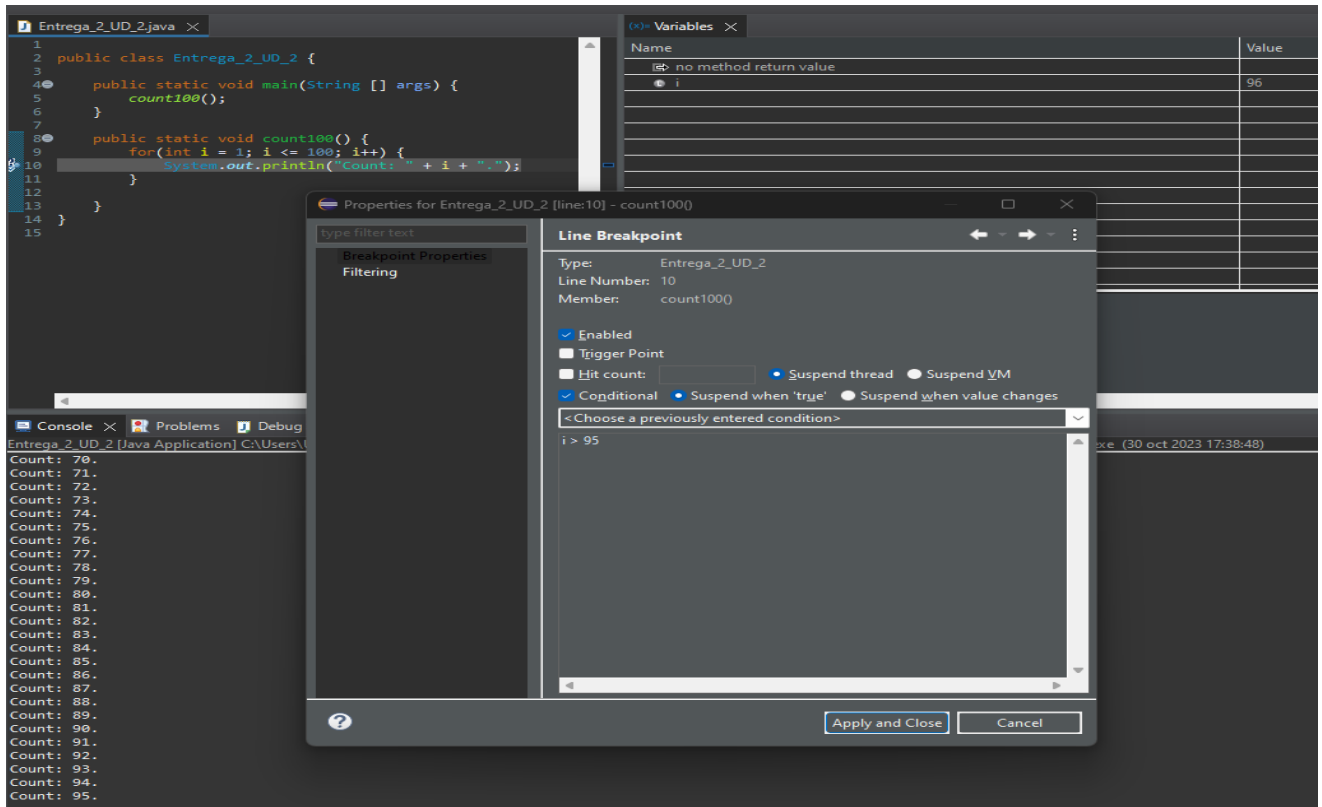 Entrega_2_UD_2.java
1
2 public class Entrega_2_UD_2 {
3
4 public static void main(String [] args) {
5 count100();
6 }
7
8 public static void count100() {
9 for(int i = 1; i <= 100; i++) {
10 System.out.println("Count: " + i + ".");
11 }
12
13 }
14 }
15
(x)= Variables
Name Value
no method return value
i 96
Properties for Entrega_2_UD_2 [line:10] - count100()
type filter text
Breakpoint Properties
Filtering
Line Breakpoint
Type: Entrega_2_UD_2
Line Number: 10
Member: count100()
Enabled
Trigger Point
Hit count: Suspend thread Suspend VM
Conditional Suspend when 'true' Suspend when value changes
<Choose a previously entered condition>
i > 95
Apply and Close Cancel
Console Problems Debug
Entrega_2_UD_2 [Java Application] C:\Users\ xe (30 oct 2023 17:38:48)
Count: 70.
Count: 71.
Count: 72.
Count: 73.
Count: 74.
Count: 75.
Count: 76.
Count: 77.
Count: 78.
Count: 79.
Count: 80.
Count: 81.
Count: 82.
Count: 83.
Count: 84.
Count: 85.
Count: 86.
Count: 87.
Count: 88.
Count: 89.
Count: 90.
Count: 91.
Count: 92.
Count: 93.
Count: 94.
Count: 95.